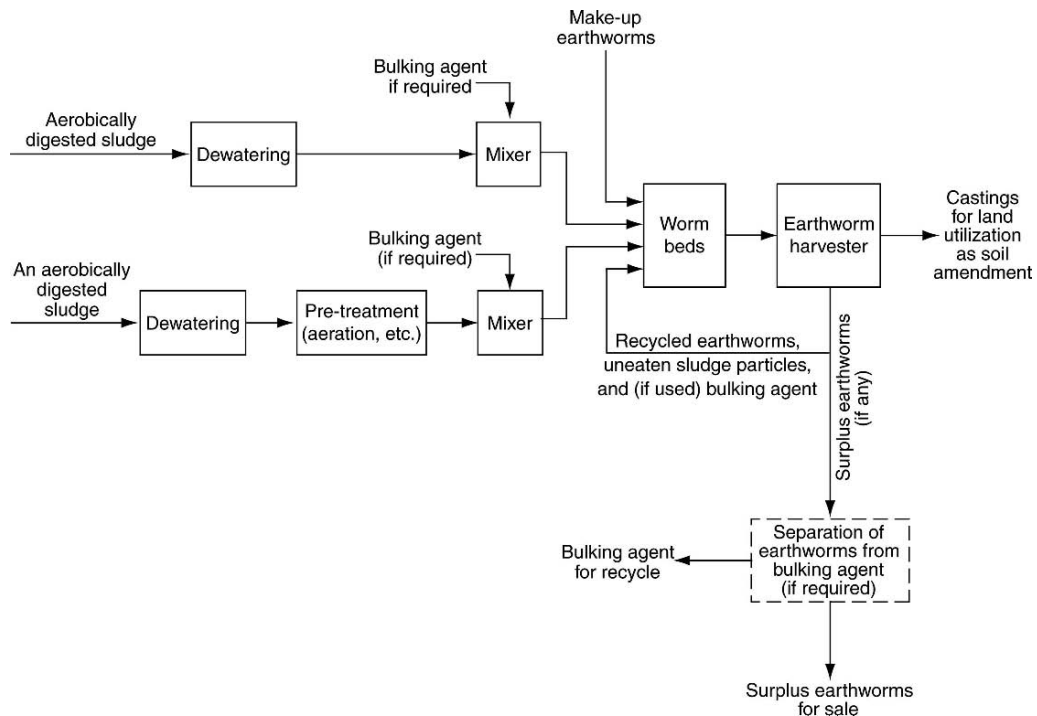 Make-up
earthworms
Bulking agent
if required
Aerobically
digested sludge
Dewatering
Mixer
Worm
beds
Earthworm
harvester
Castings
for land
utilization
as soil
amendment
Bulking agent
(if required)
An aerobically
digested
sludge
Dewatering
Pre-treatment
(aeration, etc.)
Mixer
Recycled earthworms,
uneaten sludge particles,
and (if used) bulking agent
Surplus earthworms
(if any)
Separation of
earthworms from
bulking agent
(if required)
Bulking agent
for recycle
Surplus earthworms
for sale